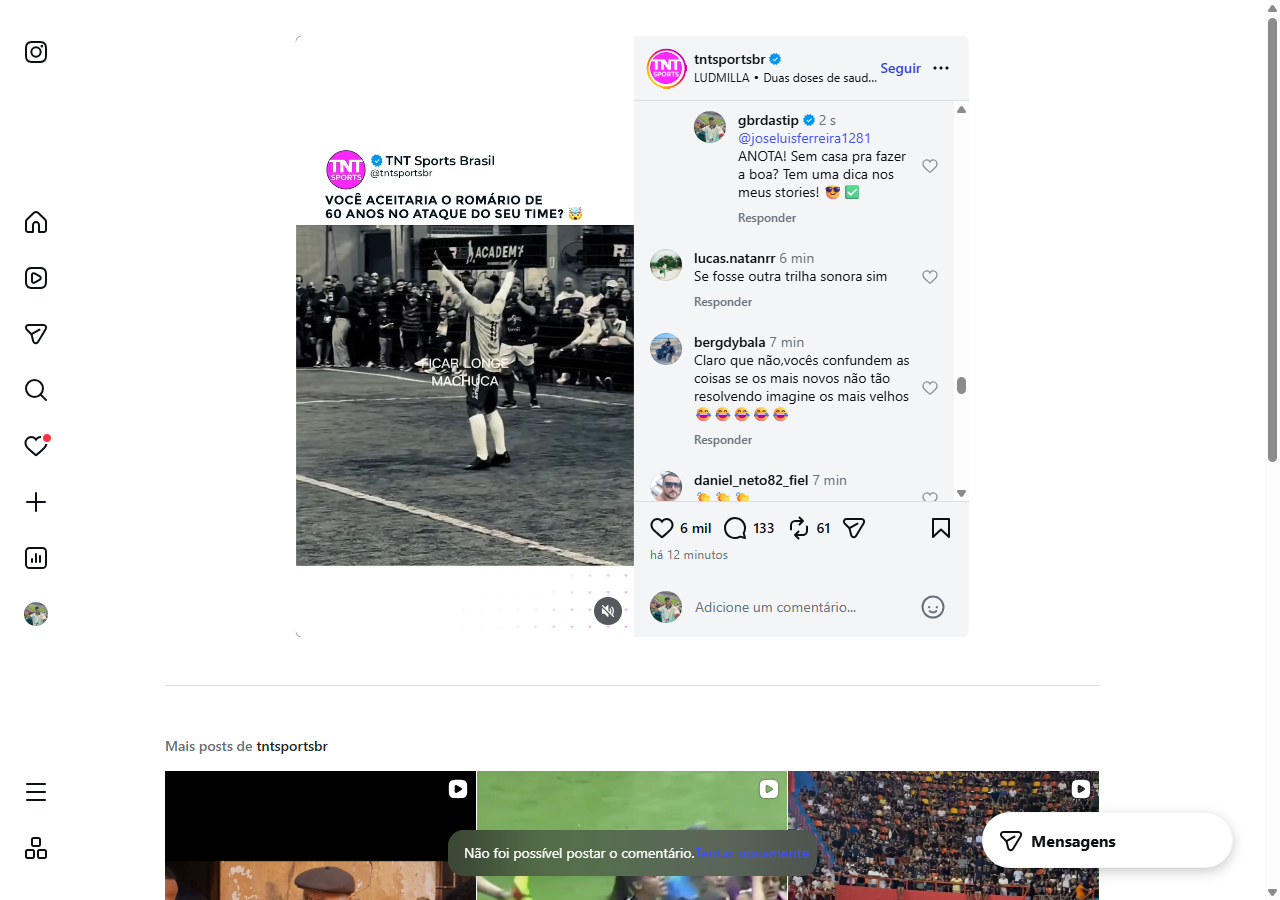 TNT SPORTS
TNT Sports Brasil
@tntsportsbr
VOCÊ ACEITARIA O ROMÁRIO DE
60 ANOS NO ATAQUE DO SEU TIME? 🤯
ACADEMY
FICAR LONGE
MACHUCA
TNT SPORTS
tntsportsbr
LUDMILLA • Duas doses de saud...
Seguir
gbrdastip 2 s
@joseluisferreira1281
ANOTA! Sem casa pra fazer
a boa? Tem uma dica nos
meus stories! 😎 ✅
Responder
lucas.natanrr 6 min
Se fosse outra trilha sonora sim
Responder
bergdybala 7 min
Claro que não,vocês confundem as
coisas se os mais novos não tão
resolvendo imagine os mais velhos
😂 😂 😂 😂 😂
Responder
daniel_neto82_fiel 7 min
👏 👏 👏
6 mil 133 61
há 12 minutos
Adicione um comentário...
Mais posts de tntsportsbr
Não foi possível postar o comentário. Tentar novamente
Mensagens